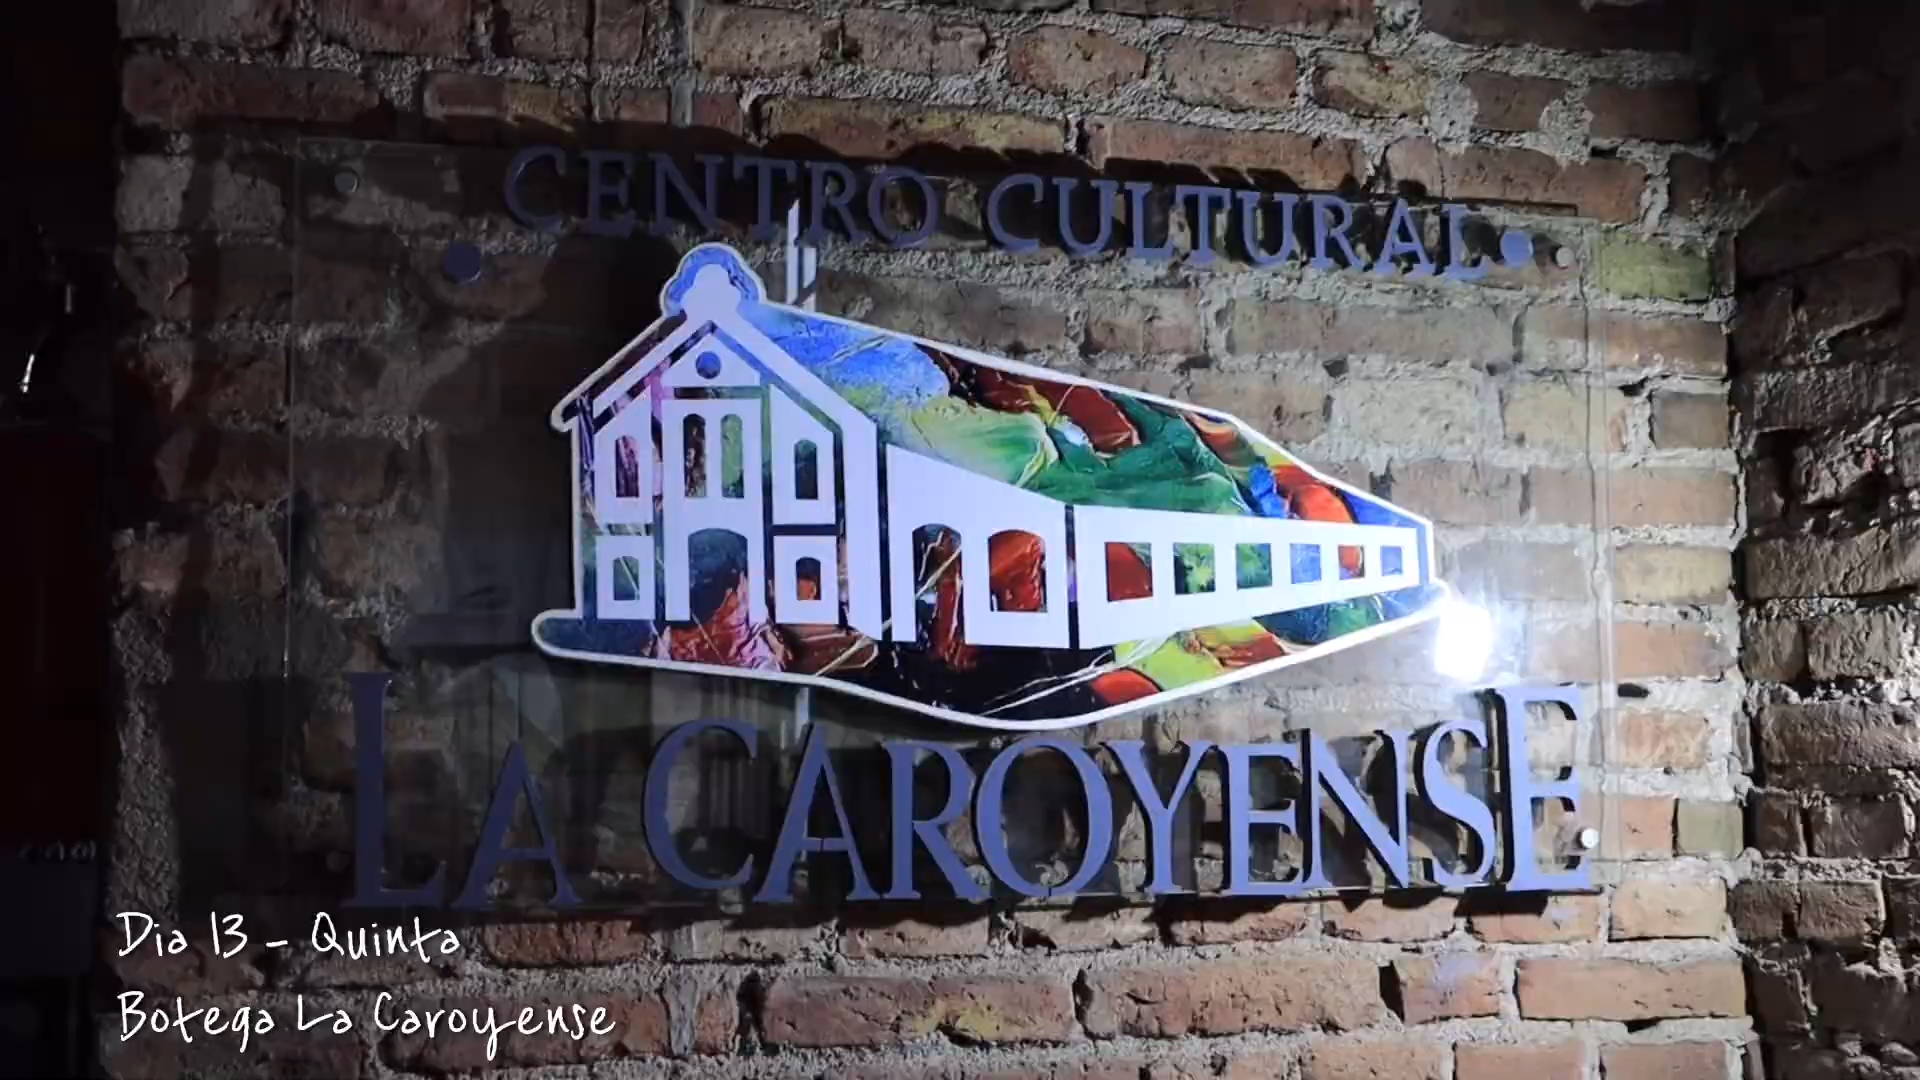 CENTRO CULTURAL
LA CAROYENSE
Dia 13 - Quinta
Botega La Caroyense